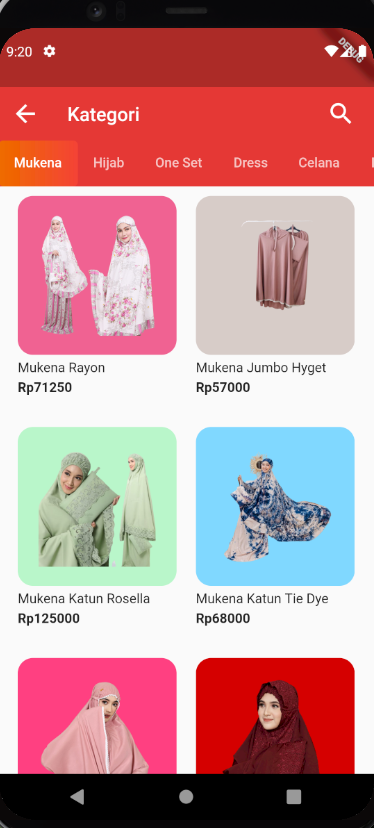 9:20
DEBUG
Kategori
Mukena Hijab One Set Dress Celana
Mukena Rayon Mukena Jumbo Hyget
Rp71250 Rp57000
Mukena Katun Rosella Mukena Katun Tie Dye
Rp125000 Rp68000